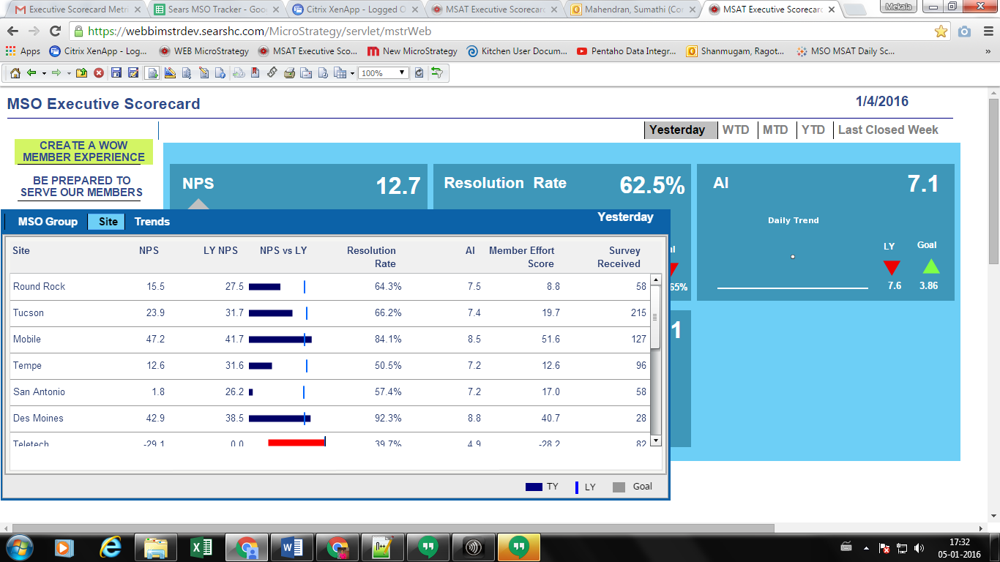 Executive Scorecard Metr
Sears MSO Tracker - Goo
Citrix XenApp - Logged O
MSAT Executive Scorecard
Mahendran, Sumathi (Con
MSAT Executive Scorecard
Mekala
https://webbimstrdev.searshc.com/MicroStrategy/servlet/mstrWeb
Apps
Citrix XenApp - Log...
WEB MicroStrategy
MSAT Executive Sco...
New MicroStrategy
Kitchen User Docum...
Pentaho Data Integr...
Shanmugam, Ragot...
MSO MSAT Daily Sc...
»
100%
MSO Executive Scorecard
1/4/2016
Yesterday WTD MTD YTD Last Closed Week
CREATE A WOW
MEMBER EXPERIENCE
BE PREPARED TO
SERVE OUR MEMBERS
NPS 12.7
Resolution Rate 62.5%
AI 7.1
Daily Trend
LY Goal
7.6 3.86
65%
1
MSO Group Site Trends Yesterday
Site NPS LY NPS NPS vs LY Resolution Rate AI Member Effort Score Survey Received
Round Rock 15.5 27.5 64.3% 7.5 8.8 58
Tucson 23.9 31.7 66.2% 7.4 19.7 215
Mobile 47.2 41.7 84.1% 8.5 51.6 127
Tempe 12.6 31.6 50.5% 7.2 12.6 96
San Antonio 1.8 26.2 57.4% 7.2 17.0 58
Des Moines 42.9 38.5 92.3% 8.8 40.7 28
Teletech -29.1 0.0 39.7% 4.9 -28.2 82
TY LY Goal
17:32
05-01-2016